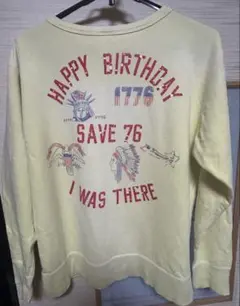 HAPPY BIRTHDAY
1776
SAVE 76
I WAS THERE